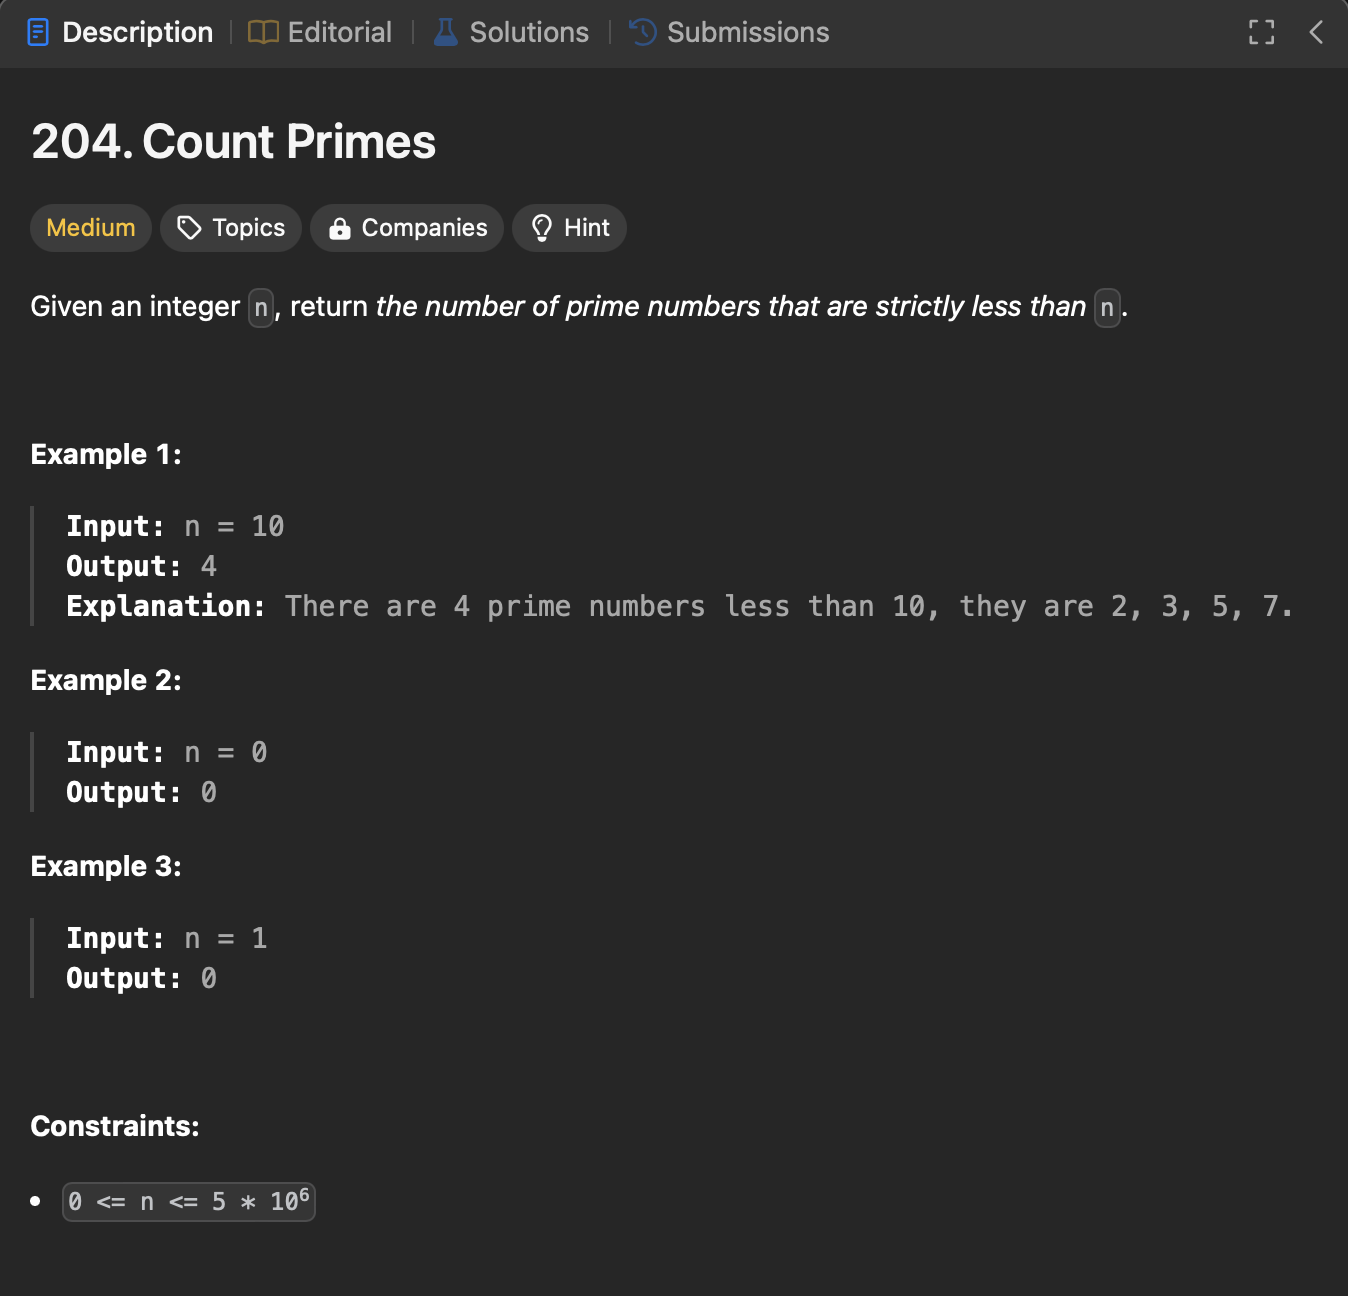 Description Editorial Solutions Submissions
204. Count Primes
Medium Topics Companies Hint
Given an integer n, return the number of prime numbers that are strictly less than n.
Example 1:
Input: n = 10
Output: 4
Explanation: There are 4 prime numbers less than 10, they are 2, 3, 5, 7.
Example 2:
Input: n = 0
Output: 0
Example 3:
Input: n = 1
Output: 0
Constraints:
• 0 <= n <= 5 * 10⁶